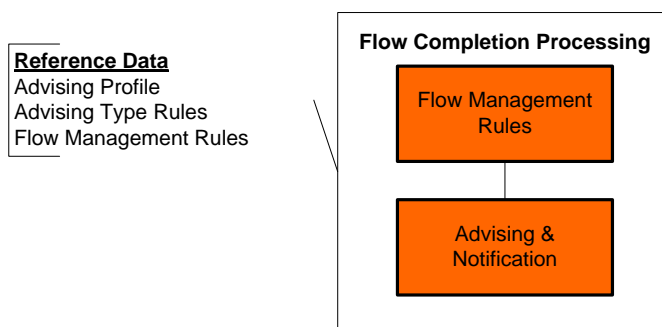 Reference Data
Advising Profile
Advising Type Rules
Flow Management Rules
Flow Completion Processing
Flow Management
Rules
Advising &
Notification